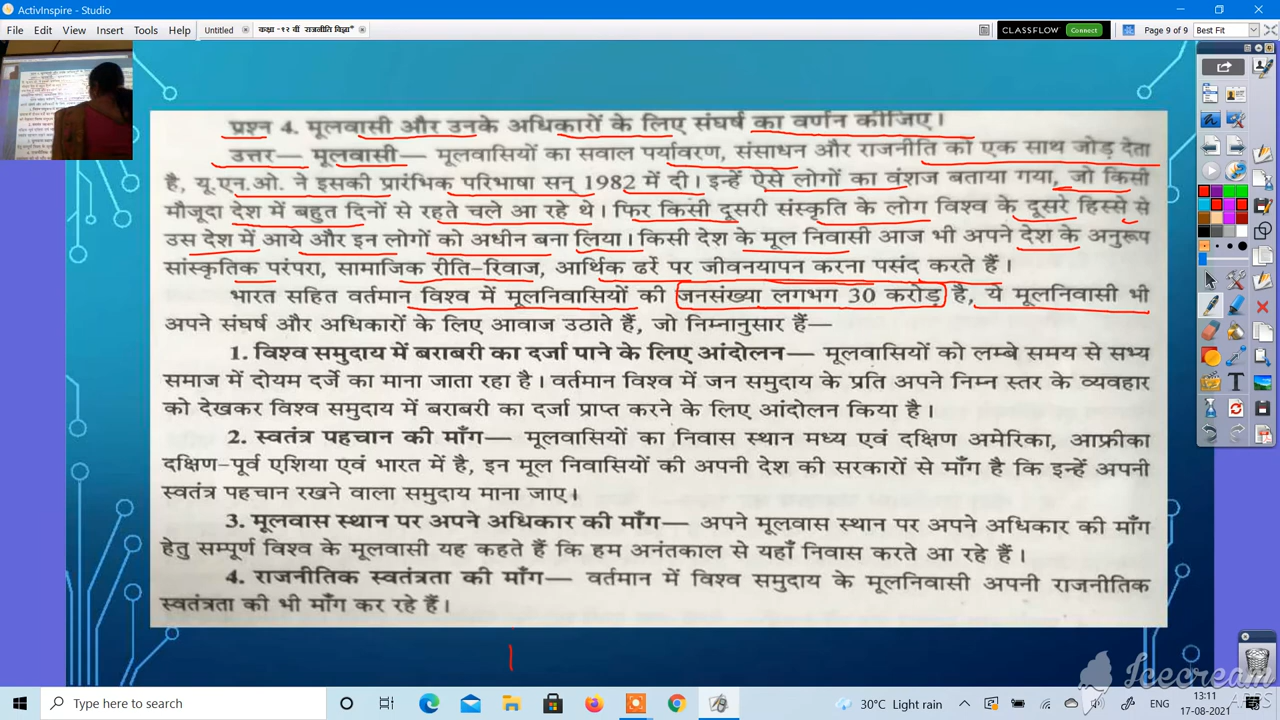 ActivInspire - Studio
File Edit View Insert Tools Help
Untitled
कक्षा -१२ वीं राजनीति विज्ञा*
CLASSFLOW Connect
Page 9 of 9
Best Fit
प्रश्न 4. मूलवासी और उनके अधिकारों के लिए संघर्ष का वर्णन कीजिए।
उत्तर— मूलवासी— मूलवासियों का सवाल पर्यावरण, संसाधन और राजनीति को एक साथ जोड़ देता
है, यू.एन.ओ. ने इसकी प्रारंभिक परिभाषा सन् 1982 में दी। इन्हें ऐसे लोगों का वंशज बताया गया, जो किसी
मौजूदा देश में बहुत दिनों से रहते चले आ रहे थे। फिर किसी दूसरी संस्कृति के लोग विश्व के दूसरे हिस्से से
उस देश में आये और इन लोगों को अधीन बना लिया। किसी देश के मूल निवासी आज भी अपने देश के अनुरूप
सांस्कृतिक परंपरा, सामाजिक रीति-रिवाज, आर्थिक ढर्रे पर जीवनयापन करना पसंद करते हैं।
भारत सहित वर्तमान विश्व में मूलनिवासियों की जनसंख्या लगभग 30 करोड़ है, ये मूलनिवासी भी
अपने संघर्ष और अधिकारों के लिए आवाज उठाते हैं, जो निम्नानुसार हैं—
1. विश्व समुदाय में बराबरी का दर्जा पाने के लिए आंदोलन— मूलवासियों को लम्बे समय से सभ्य
समाज में दोयम दर्जे का माना जाता रहा है। वर्तमान विश्व में जन समुदाय के प्रति अपने निम्न स्तर के व्यवहार
को देखकर विश्व समुदाय में बराबरी का दर्जा प्राप्त करने के लिए आंदोलन किया है।
2. स्वतंत्र पहचान की माँग— मूलवासियों का निवास स्थान मध्य एवं दक्षिण अमेरिका, आफ्रीका
दक्षिण-पूर्व एशिया एवं भारत में है, इन मूल निवासियों की अपनी देश की सरकारों से माँग है कि इन्हें अपनी
स्वतंत्र पहचान रखने वाला समुदाय माना जाए।
3. मूलवास स्थान पर अपने अधिकार की माँग— अपने मूलवास स्थान पर अपने अधिकार की माँग
हेतु सम्पूर्ण विश्व के मूलवासी यह कहते हैं कि हम अनंतकाल से यहाँ निवास करते आ रहे हैं।
4. राजनीतिक स्वतंत्रता की माँग— वर्तमान में विश्व समुदाय के मूलनिवासी अपनी राजनीतिक
स्वतंत्रता की भी माँग कर रहे हैं।
Icecream
APPS
Type here to search
30°C Light rain
ENG
13:11
17-08-2021